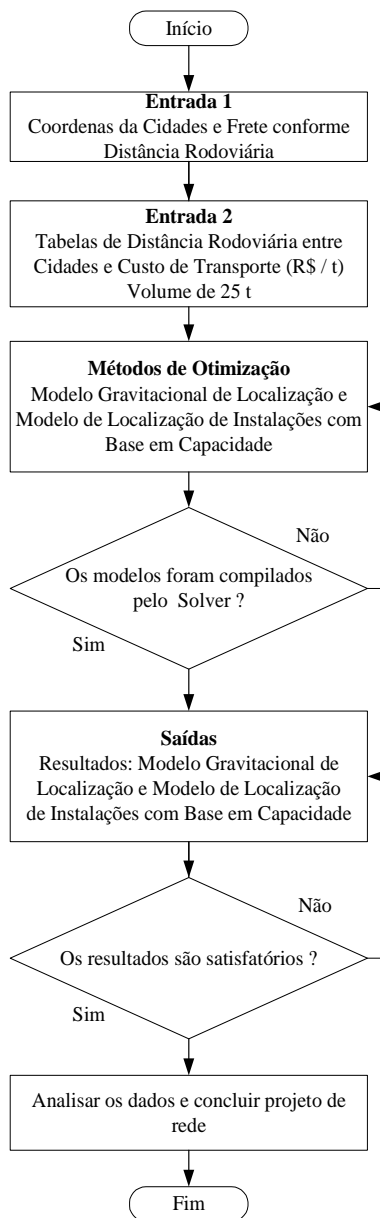 Início
Entrada 1
Coordenas da Cidades e Frete conforme
Distância Rodoviária
Entrada 2
Tabelas de Distância Rodoviária entre
Cidades e Custo de Transporte (R$ / t)
Volume de 25 t
Métodos de Otimização
Modelo Gravitacional de Localização e
Modelo de Localização de Instalações com
Base em Capacidade
Não
Os modelos foram compilados
pelo Solver ?
Sim
Saídas
Resultados: Modelo Gravitacional de
Localização e Modelo de Localização
de Instalações com Base em Capacidade
Não
Os resultados são satisfatórios ?
Sim
Analisar os dados e concluir projeto de
rede
Fim